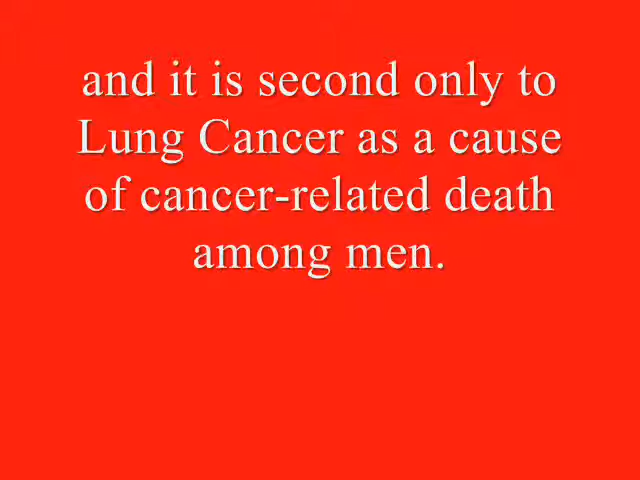 and it is second only to
Lung Cancer as a cause
of cancer-related death
among men.